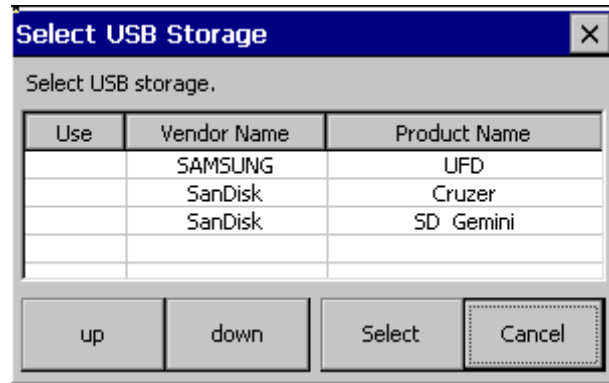 Select USB Storage
Select USB storage.
Use Vendor Name Product Name
SAMSUNG UFD
SanDisk Cruzer
SanDisk SD Gemini
up down Select Cancel